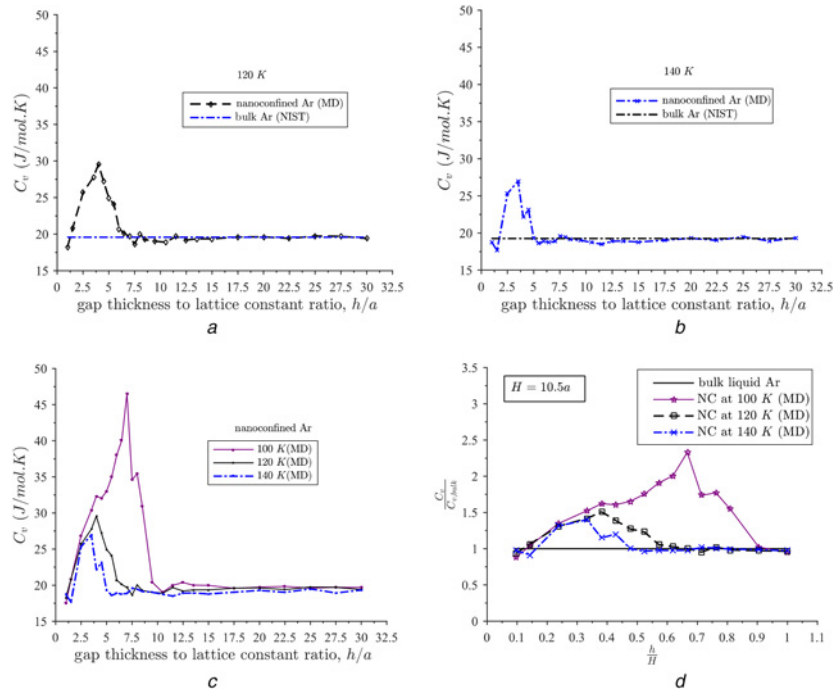 50
45
40
35
30
25
20
15
C_v (J/mol.K)
120 K
nanoconfined Ar (MD)
bulk Ar (NIST)
0 2.5 5 7.5 10 12.5 15 17.5 20 22.5 25 27.5 30 32.5
gap thickness to lattice constant ratio, h/a
a
50
45
40
35
30
25
20
15
C_v (J/mol.K)
140 K
nanoconfined Ar (MD)
bulk Ar (NIST)
0 2.5 5 7.5 10 12.5 15 17.5 20 22.5 25 27.5 30 32.5
gap thickness to lattice constant ratio, h/a
b
50
45
40
35
30
25
20
15
C_v (J/mol.K)
nanoconfined Ar
100 K(MD)
120 K(MD)
140 K(MD)
0 2.5 5 7.5 10 12.5 15 17.5 20 22.5 25 27.5 30 32.5
gap thickness to lattice constant ratio, h/a
c
3.5
3
2.5
2
1.5
1
0.5
0
C_v
C_v,bulk
H = 10.5a
bulk liquid Ar
NC at 100 K (MD)
NC at 120 K (MD)
NC at 140 K (MD)
0 0.1 0.2 0.3 0.4 0.5 0.6 0.7 0.8 0.9 1 1.1
h
H
d